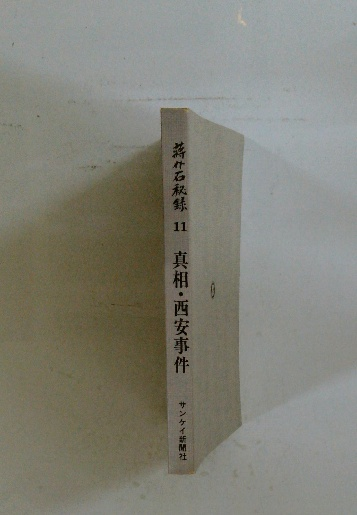 蒋介石秘録
11
真相・西安事件
サンケイ新聞社